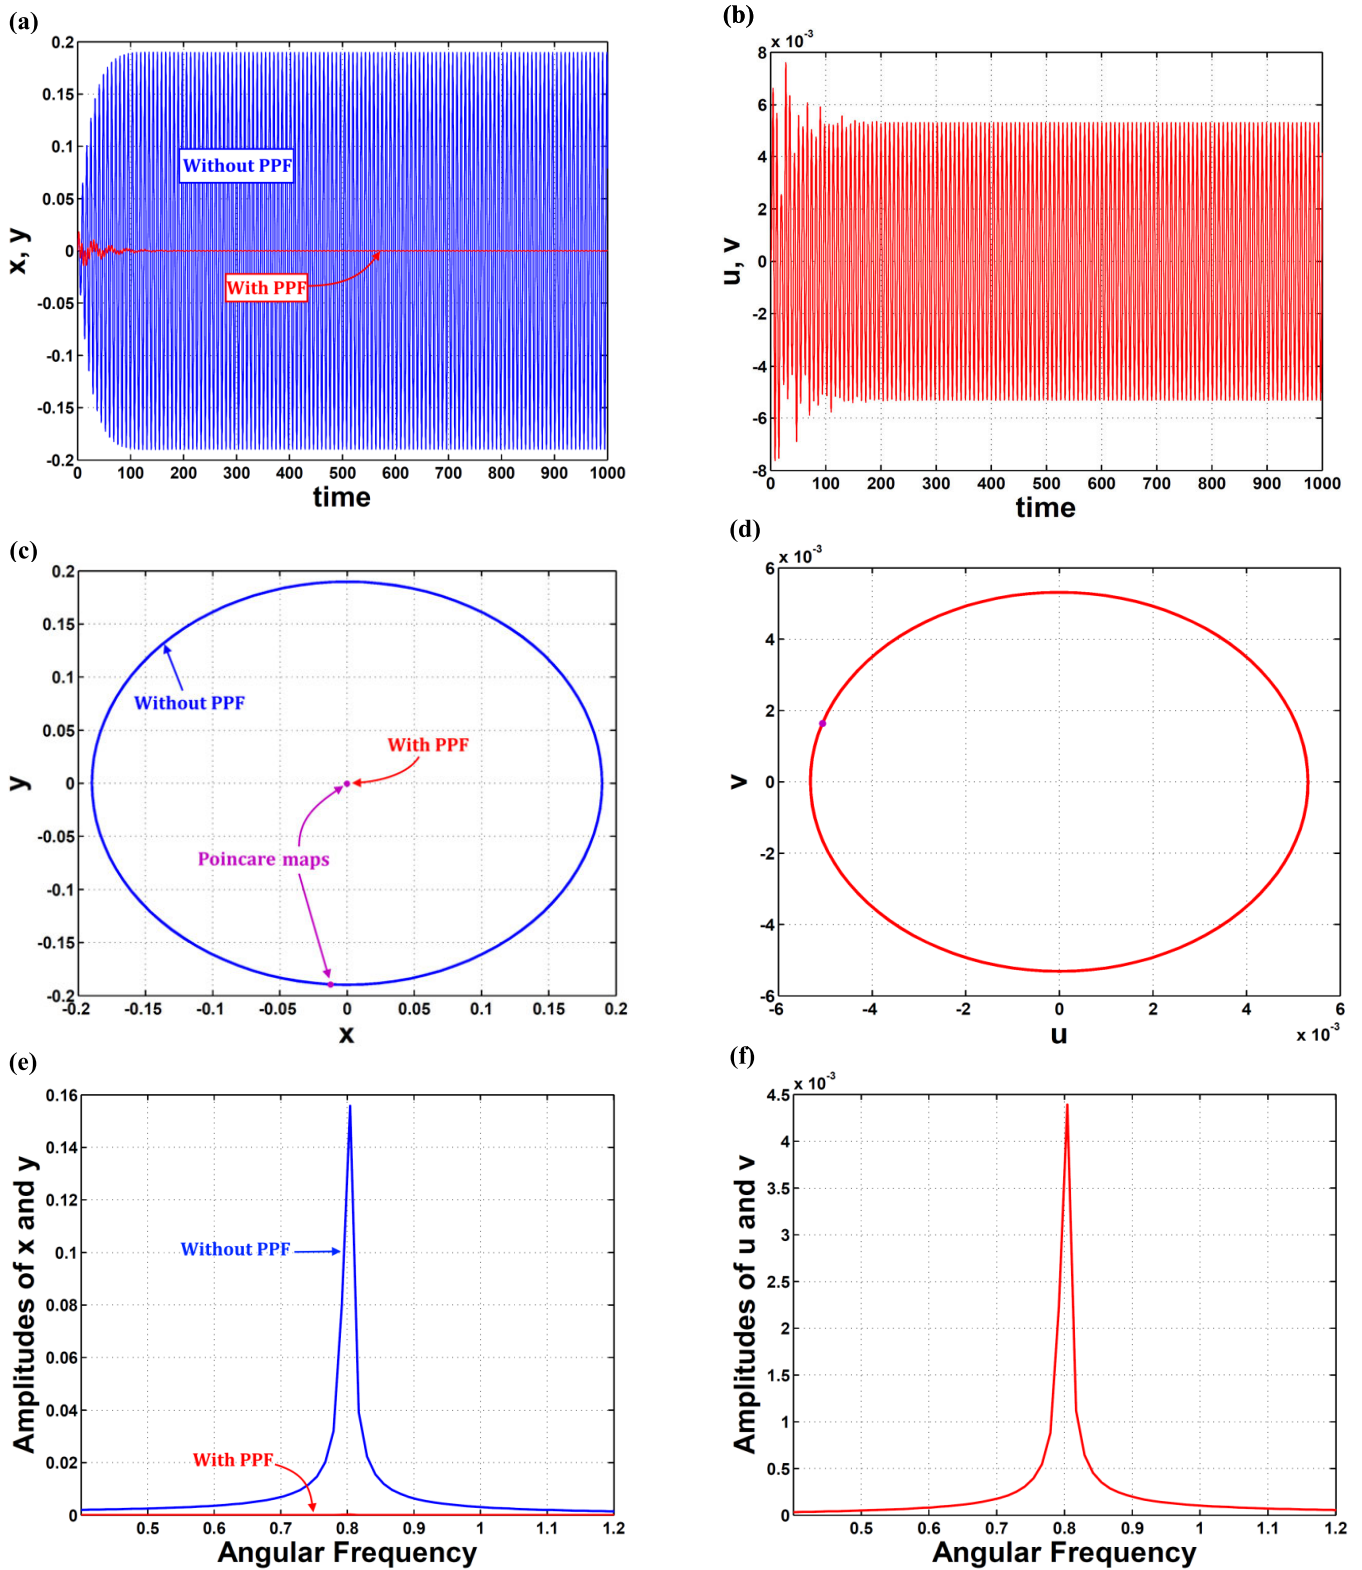 (a)
0.2
0.15
0.1
0.05
0
-0.05
-0.1
-0.15
-0.2
x, y
Without PPF
With PPF
0 100 200 300 400 500 600 700 800 900 1000
time
(b)
x 10⁻³
8
6
4
2
0
-2
-4
-6
-8
u, v
0 100 200 300 400 500 600 700 800 900 1000
time
(c)
0.2
0.15
0.1
0.05
0
-0.05
-0.1
-0.15
-0.2
y
Without PPF
With PPF
Poincare maps
-0.2 -0.15 -0.1 -0.05 0 0.05 0.1 0.15 0.2
x
(d)
x 10⁻³
6
4
2
0
-2
-4
-6
v
-6 -4 -2 0 2 4 6
u
x 10⁻³
(e)
0.16
0.14
0.12
0.1
0.08
0.06
0.04
0.02
0
Amplitudes of x and y
Without PPF
With PPF
0.5 0.6 0.7 0.8 0.9 1 1.1 1.2
Angular Frequency
(f)
x 10⁻³
4.5
4
3.5
3
2.5
2
1.5
1
0.5
0
Amplitudes of u and v
0.5 0.6 0.7 0.8 0.9 1 1.1 1.2
Angular Frequency